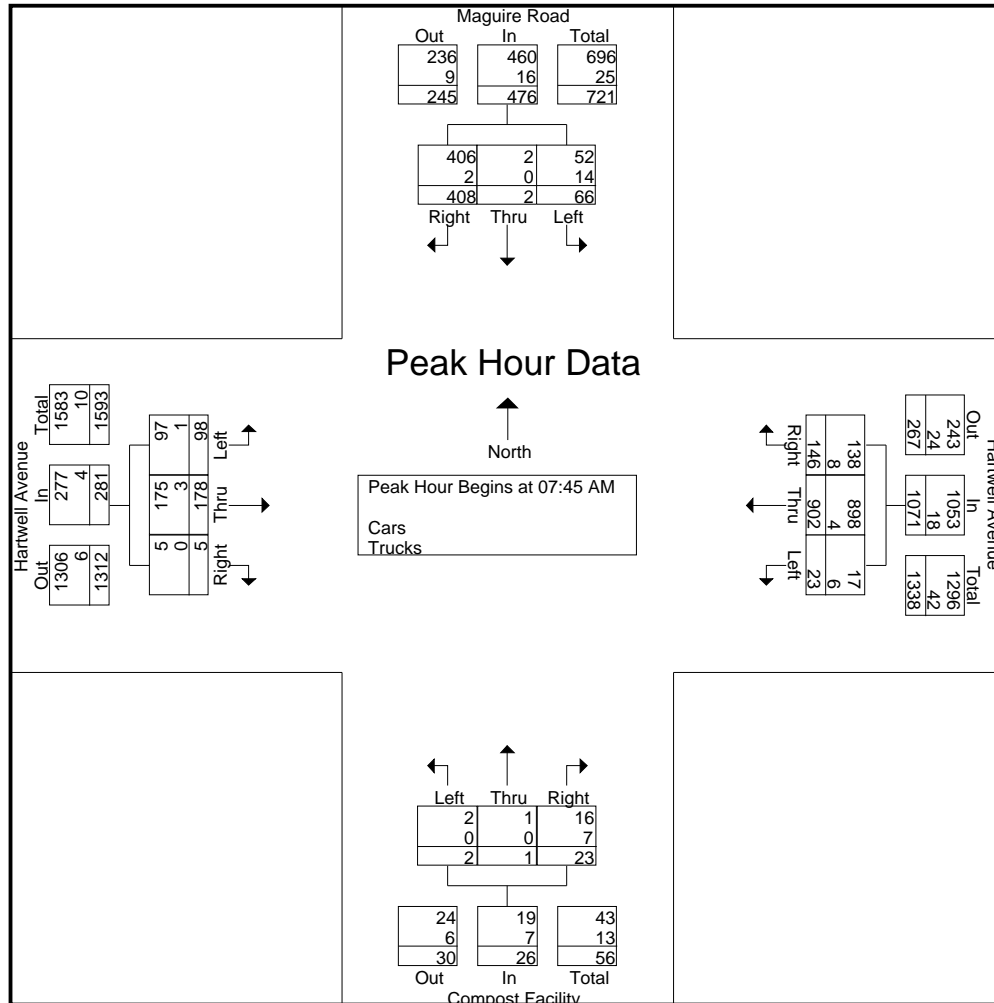 Maguire Road
Out In Total
236 460 696
9 16 25
245 476 721
406 2 52
2 0 14
408 2 66
Right Thru Left
Peak Hour Data
North
Peak Hour Begins at 07:45 AM
Cars
Trucks
Hartwell Avenue
Total In Out
1583 277 1306
10 4 6
1593 281 1312
97 175 5
1 3 0
98 178 5
Left Thru Right
Right Thru Left
146 902 23
8 4 6
138 898 17
Out In Total
243 1053 1296
24 18 42
267 1071 1338
Hartwell Avenue
Left Thru Right
2 1 16
0 0 7
2 1 23
24 19 43
6 7 13
30 26 56
Out In Total
Compost Facility